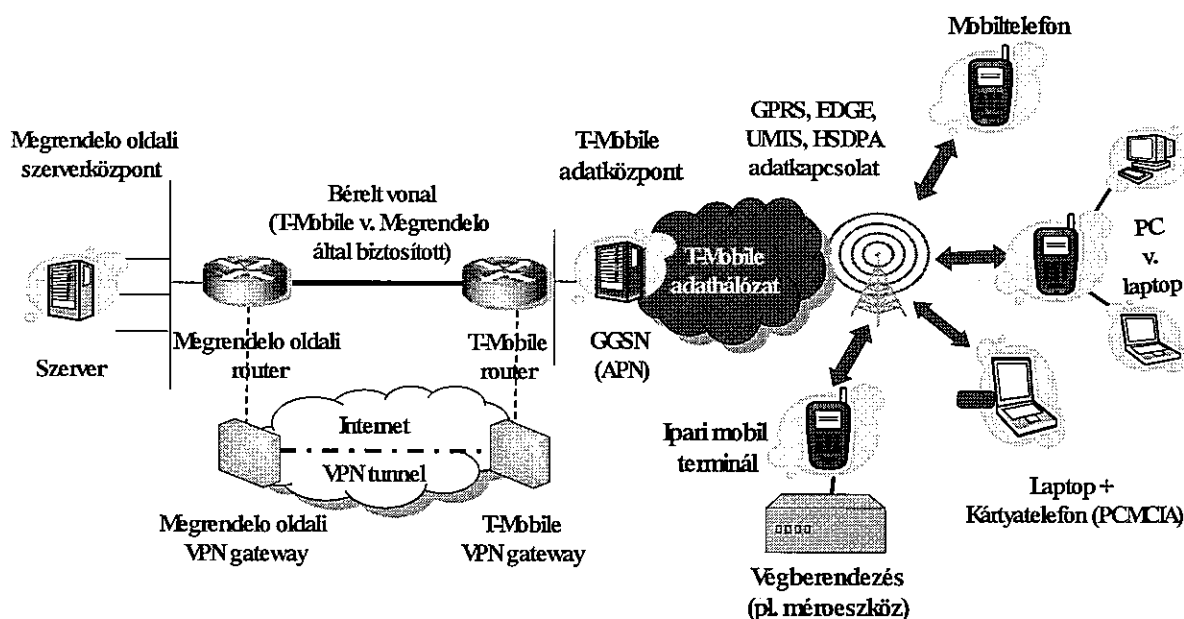 Mobiltelefon
GPRS, EDGE,
UMTS, HSDPA
adatkapcsolat
Megrendelo oldali
szerverközpont
T-Mobile
adatközpont
Bérelt vonal
(T-Mobile v. Megrendelo
által biztosított)
T-Mobile
adathálózat
PC
v.
laptop
Szerver
Megrendelo oldali
router
T-Mobile
router
GGSN
(APN)
Internet
VPN tunnel
Ipari mobil
terminál
Megrendelo oldali
VPN gateway
T-Mobile
VPN gateway
Laptop +
Kártyatelefon (PCMCIA)
Végberendezés
(pl. méroeszköz)